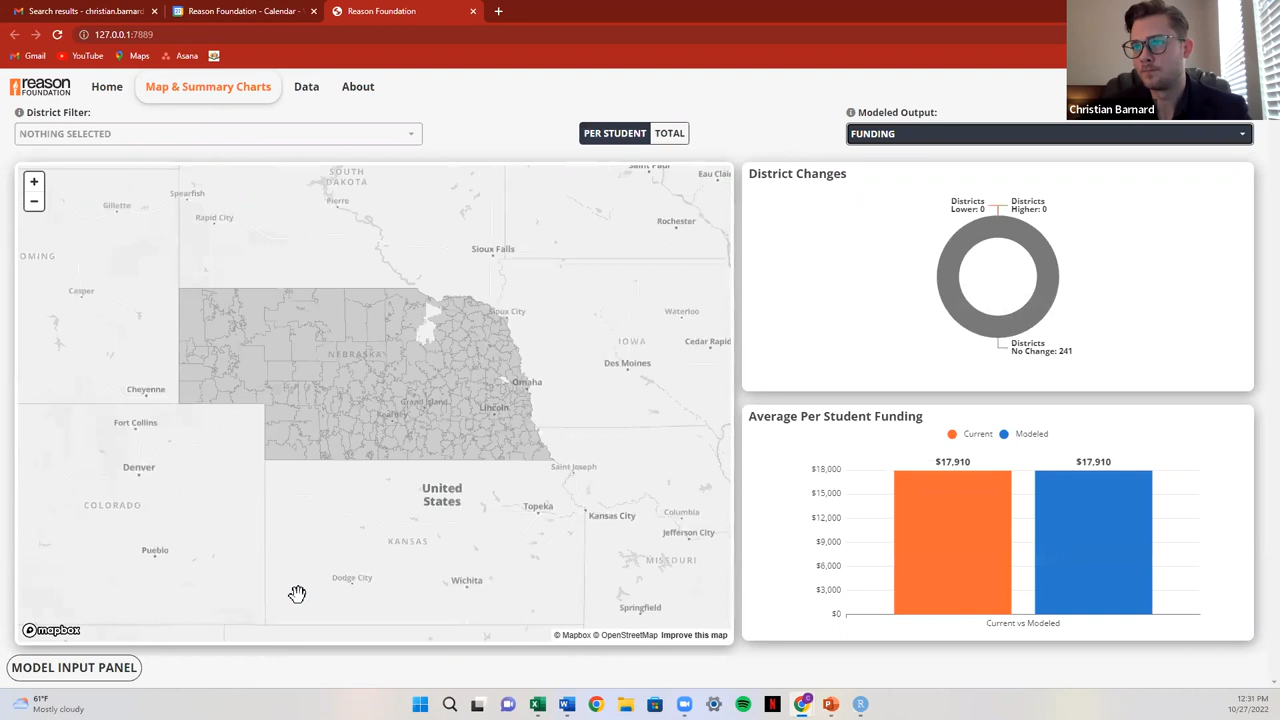 Search results - christian.barnard
Reason Foundation - Calendar -
Reason Foundation
127.0.0.1:7889
Gmail
YouTube
Maps
Asana
Christian Barnard
reason
FOUNDATION
Home
Map & Summary Charts
Data
About
District Filter:
NOTHING SELECTED
PER STUDENT
TOTAL
Modeled Output:
FUNDING
+
−
SOUTH
DAKOTA
Pierre
Spearfish
Gillette
Rapid City
Eau Clai
Rochester
Sioux Falls
OMING
Casper
Sioux City
Waterloo
IOWA
Cedar Rapid
NEBRASKA
Des Moines
Cheyenne
Omaha
Grand Island
Kearney
Lincoln
Fort Collins
Denver
Saint Joseph
United
States
COLORADO
Topeka
Kansas City
Columbia
Jefferson City
KANSAS
Pueblo
MISSOURI
Dodge City
Wichita
Springfield
mapbox
© Mapbox © OpenStreetMap Improve this map
District Changes
Districts
Lower: 0
Districts
Higher: 0
Districts
No Change: 241
Average Per Student Funding
Current
Modeled
$17,910
$17,910
$18,000
$15,000
$12,000
$9,000
$6,000
$3,000
$0
Current vs Modeled
MODEL INPUT PANEL
61°F
Mostly cloudy
12:31 PM
10/27/2022